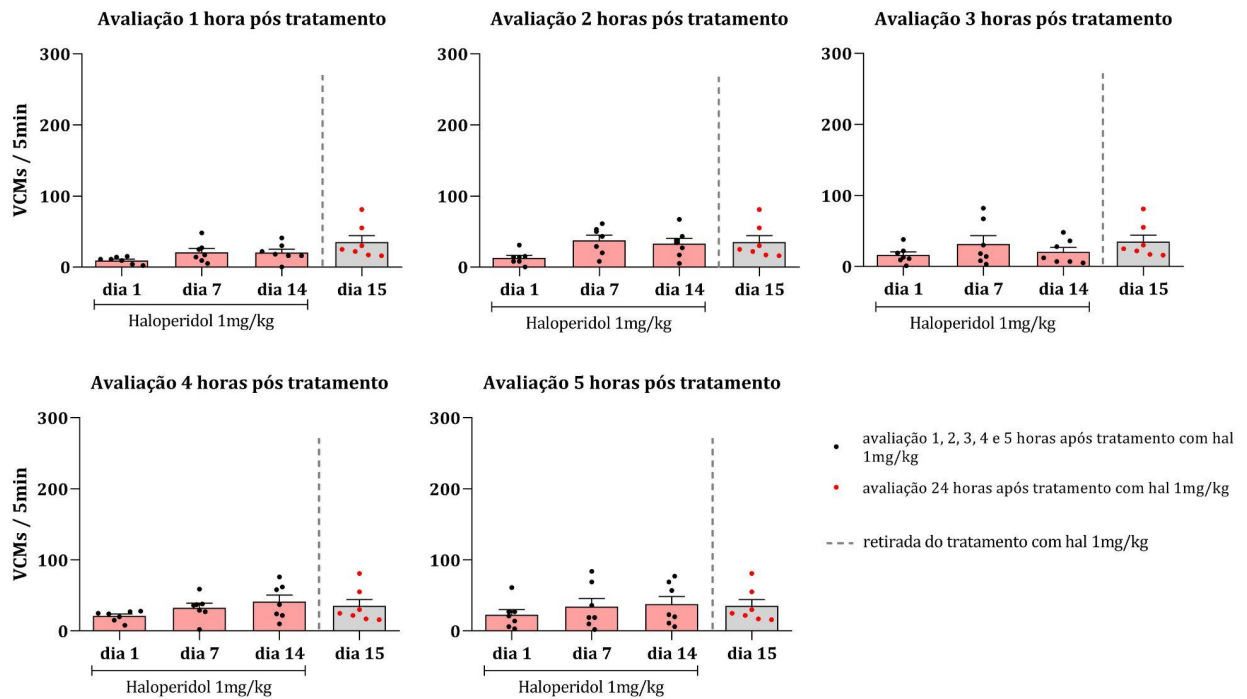 Avaliação 1 hora pós tratamento
VCMs / 5min
300
200
100
0
dia 1
dia 7
dia 14
dia 15
Haloperidol 1mg/kg
Avaliação 2 horas pós tratamento
300
200
100
0
dia 1
dia 7
dia 14
dia 15
Haloperidol 1mg/kg
Avaliação 3 horas pós tratamento
300
200
100
0
dia 1
dia 7
dia 14
dia 15
Haloperidol 1mg/kg
Avaliação 4 horas pós tratamento
VCMs / 5min
300
200
100
0
dia 1
dia 7
dia 14
dia 15
Haloperidol 1mg/kg
Avaliação 5 horas pós tratamento
300
200
100
0
dia 1
dia 7
dia 14
dia 15
Haloperidol 1mg/kg
avaliação 1, 2, 3, 4 e 5 horas após tratamento com hal
1mg/kg
avaliação 24 horas após tratamento com hal 1mg/kg
retirada do tratamento com hal 1mg/kg